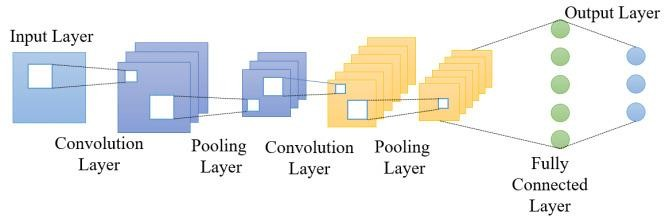 Output Layer
Input Layer
Convolution
Layer
Pooling
Layer
Convolution
Layer
Pooling
Layer
Fully
Connected
Layer